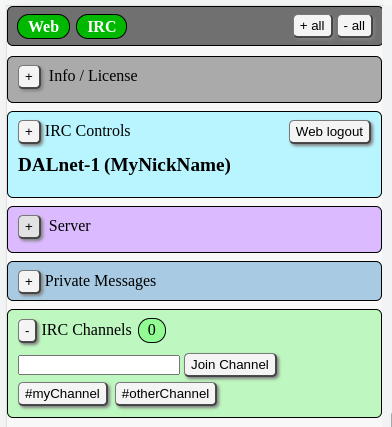 Web IRC + all - all
+ Info / License
+ IRC Controls Web logout
DALnet-1 (MyNickName)
+ Server
+ Private Messages
- IRC Channels 0
Join Channel
#myChannel #otherChannel